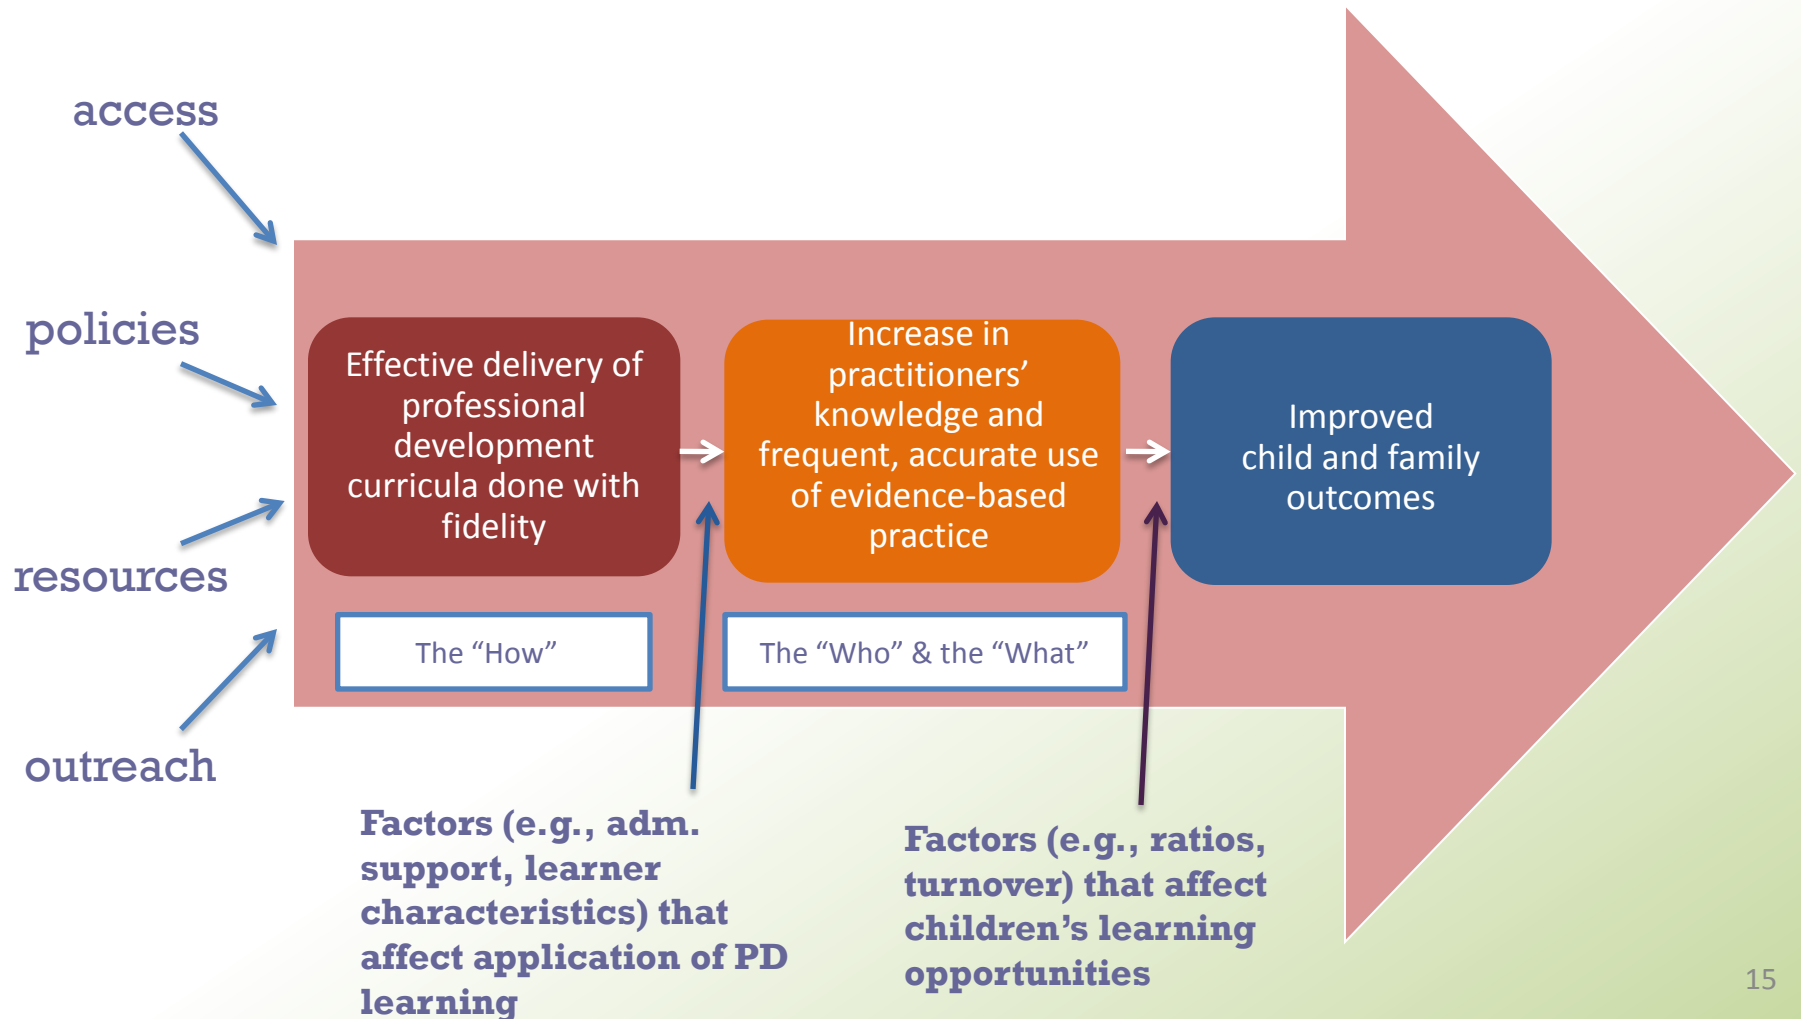 access
policies
resources
outreach
Effective delivery of
professional
development
curricula done with
fidelity
Increase in
practitioners’
knowledge and
frequent, accurate use
of evidence-based
practice
Improved
child and family
outcomes
The “How”
The “Who” & the “What”
Factors (e.g., adm.
support, learner
characteristics) that
affect application of PD
learning
Factors (e.g., ratios,
turnover) that affect
children’s learning
opportunities
15